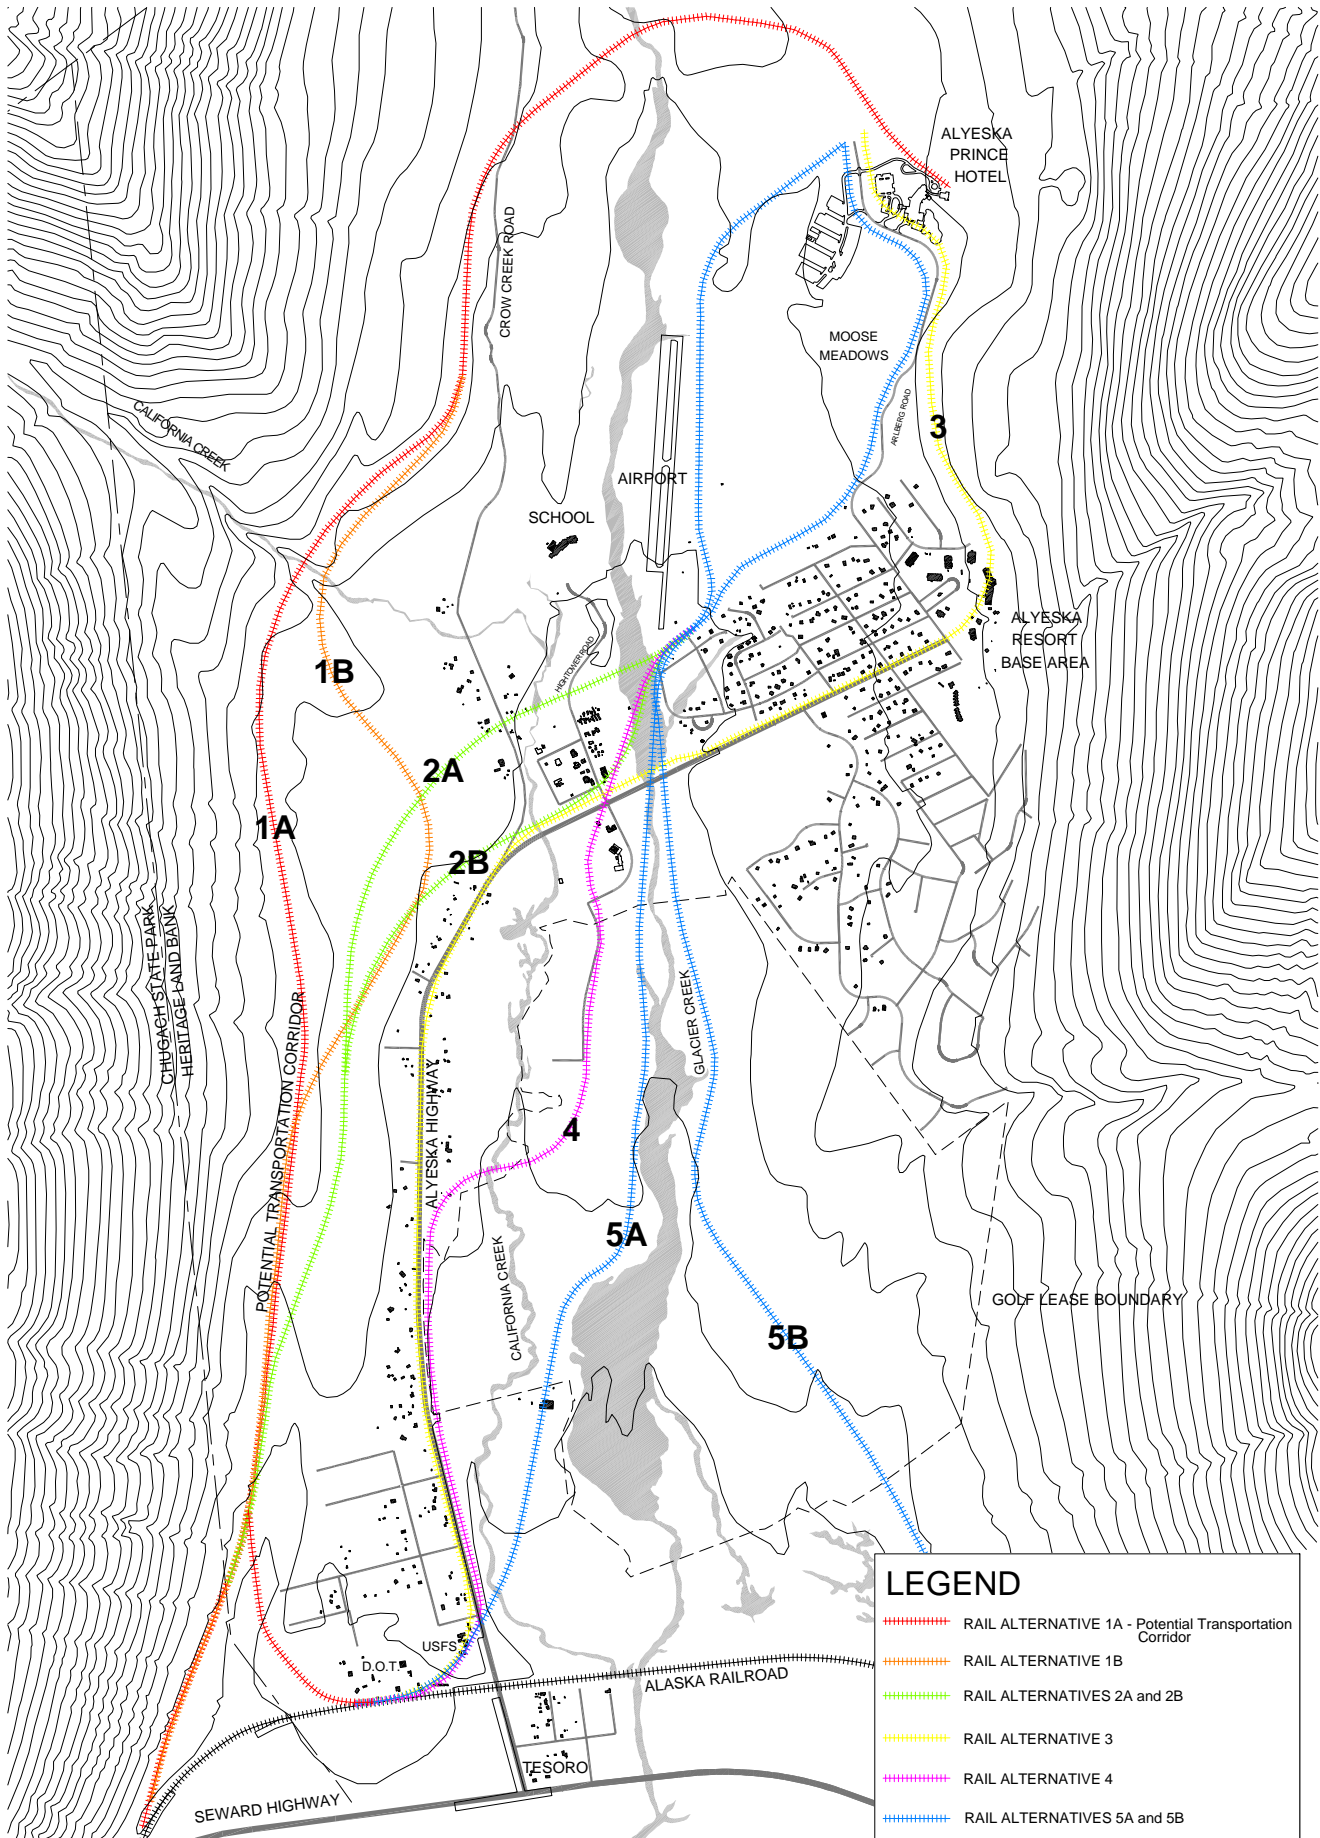 ALYESKA
PRINCE
HOTEL
CROW CREEK ROAD
MOOSE
MEADOWS
CALIFORNIA CREEK
ARLBERG ROAD
3
AIRPORT
SCHOOL
ALYESKA
RESORT
BASE AREA
HIGHTOWER ROAD
1B
2A
1A
2B
CHUGACH STATE PARK
HERITAGE LAND BANK
POTENTIAL TRANSPORTATION CORRIDOR
GLACIER CREEK
ALYESKA HIGHWAY
4
5A
CALIFORNIA CREEK
GOLF LEASE BOUNDARY
5B
USFS
D.O.T.
ALASKA RAILROAD
TESORO
SEWARD HIGHWAY
LEGEND
RAIL ALTERNATIVE 1A - Potential Transportation
Corridor
RAIL ALTERNATIVE 1B
RAIL ALTERNATIVES 2A and 2B
RAIL ALTERNATIVE 3
RAIL ALTERNATIVE 4
RAIL ALTERNATIVES 5A and 5B